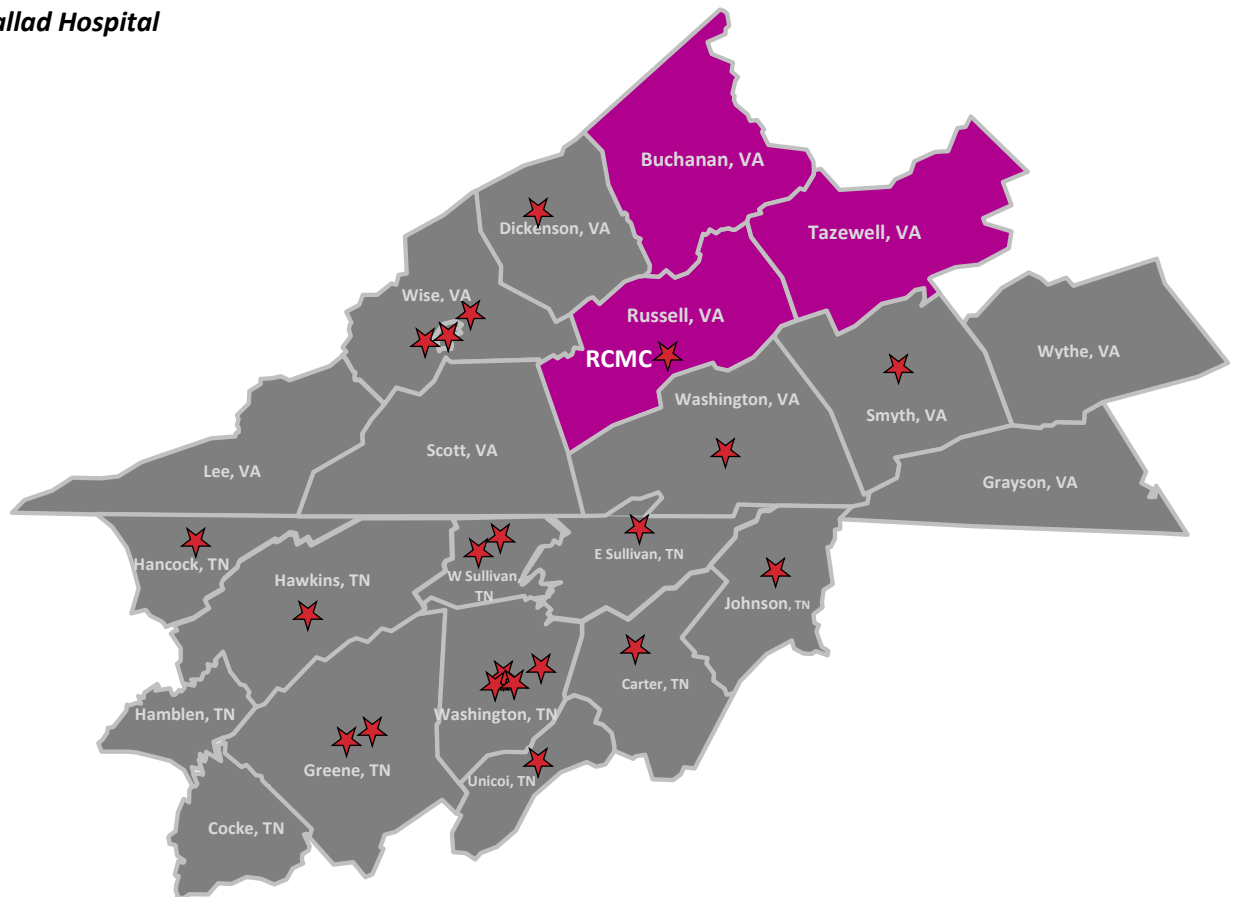 allad Hospital
Buchanan, VA
Dickenson, VA
Tazewell, VA
Wise, VA
Russell, VA
RCMC
Wythe, VA
Washington, VA
Smyth, VA
Scott, VA
Lee, VA
Grayson, VA
Hancock, TN
Hawkins, TN
W Sullivan,
TN
E Sullivan, TN
Johnson, TN
Carter, TN
Hamblen, TN
Washington, TN
Greene, TN
Unicoi, TN
Cocke, TN